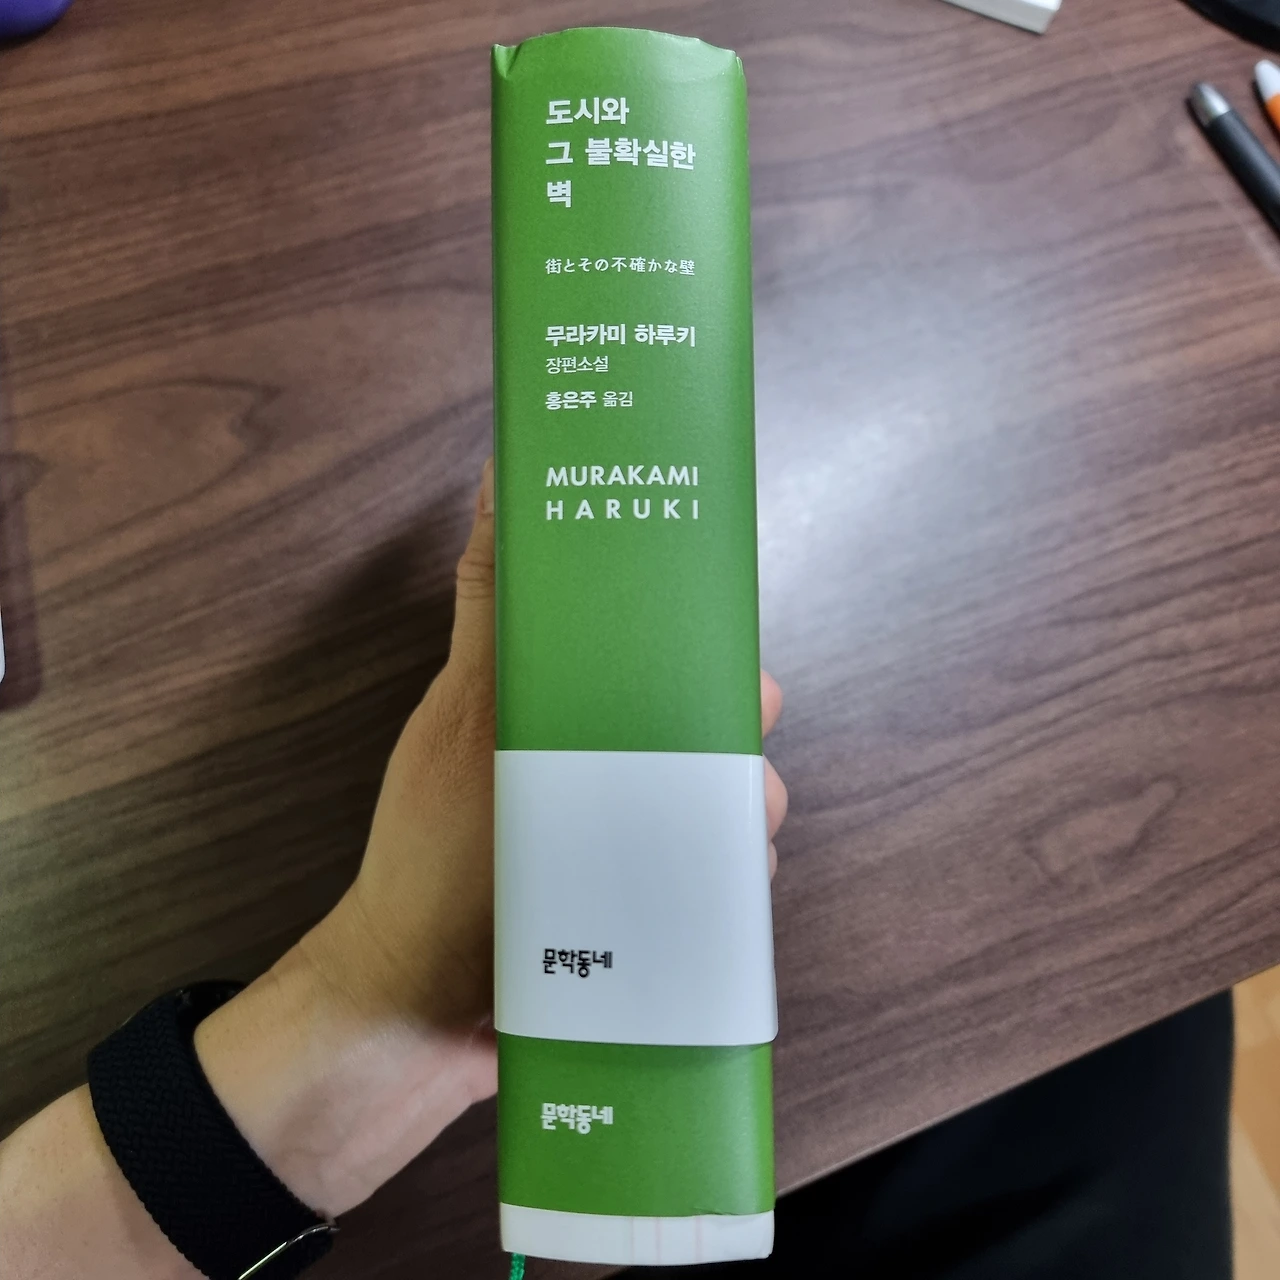 도시와
그 불확실한
벽
街とその不確かな壁
무라카미 하루키
장편소설
홍은주 옮김
MURAKAMI
HARUKI
문학동네
문학동네